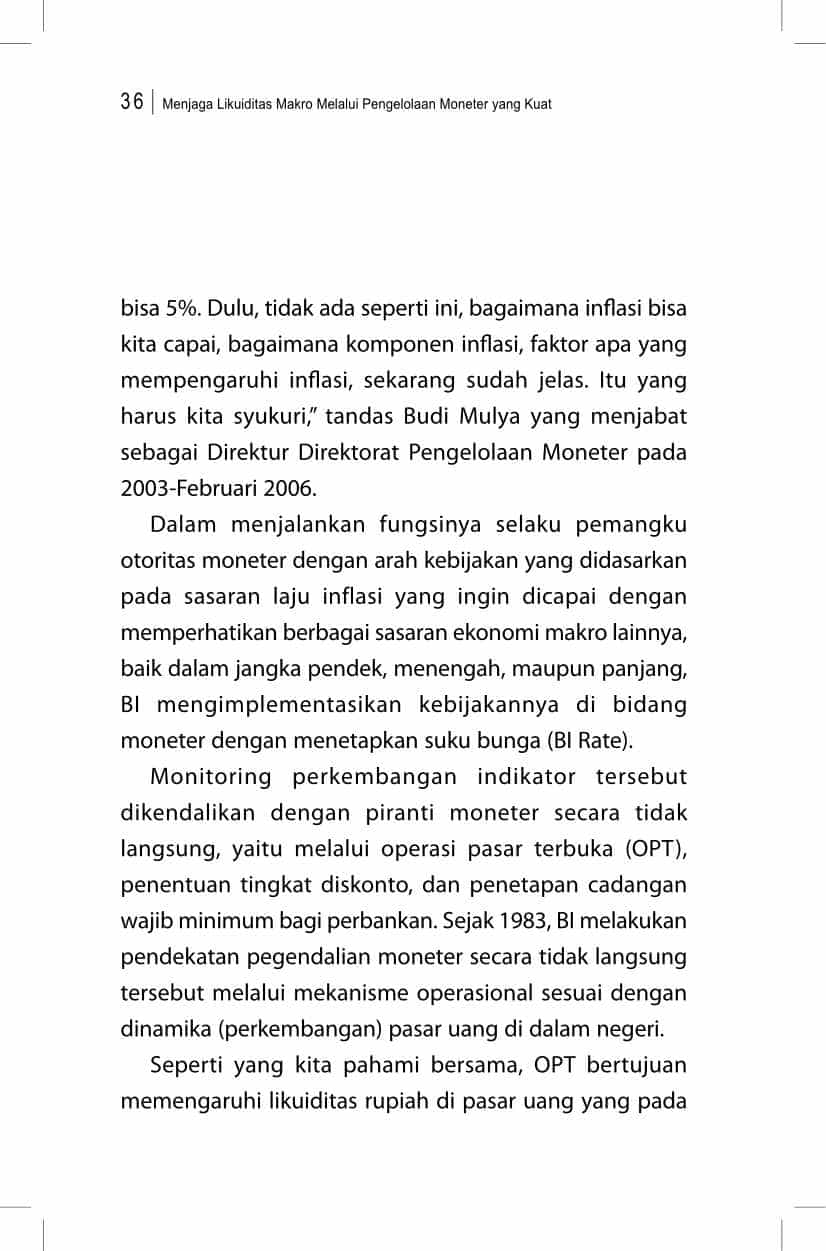 36 | Menjaga Likuiditas Makro Melalui Pengelolaan Moneter yang Kuat
bisa 5%. Dulu, tidak ada seperti ini, bagaimana inflasi bisa
kita capai, bagaimana komponen inflasi, faktor apa yang
mempengaruhi inflasi, sekarang sudah jelas. Itu yang
harus kita syukuri,” tandas Budi Mulya yang menjabat
sebagai Direktur Direktorat Pengelolaan Moneter pada
2003-Februari 2006.
Dalam menjalankan fungsinya selaku pemangku
otoritas moneter dengan arah kebijakan yang didasarkan
pada sasaran laju inflasi yang ingin dicapai dengan
memperhatikan berbagai sasaran ekonomi makro lainnya,
baik dalam jangka pendek, menengah, maupun panjang,
BI mengimplementasikan kebijakannya di bidang
moneter dengan menetapkan suku bunga (BI Rate).
Monitoring perkembangan indikator tersebut
dikendalikan dengan piranti moneter secara tidak
langsung, yaitu melalui operasi pasar terbuka (OPT),
penentuan tingkat diskonto, dan penetapan cadangan
wajib minimum bagi perbankan. Sejak 1983, BI melakukan
pendekatan pegendalian moneter secara tidak langsung
tersebut melalui mekanisme operasional sesuai dengan
dinamika (perkembangan) pasar uang di dalam negeri.
Seperti yang kita pahami bersama, OPT bertujuan
memengaruhi likuiditas rupiah di pasar uang yang pada